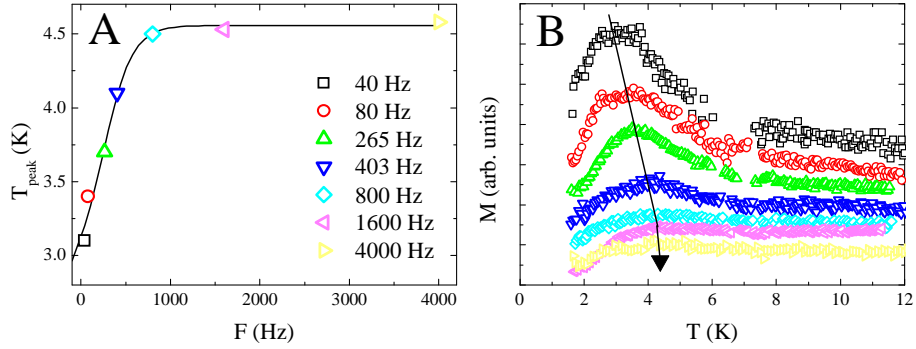 A
4.5
4.0
3.5
3.0
T_peak (K)
0
1000
2000
3000
4000
F (Hz)
40 Hz
80 Hz
265 Hz
403 Hz
800 Hz
1600 Hz
4000 Hz
B
M (arb. units)
0
2
4
6
8
10
12
T (K)